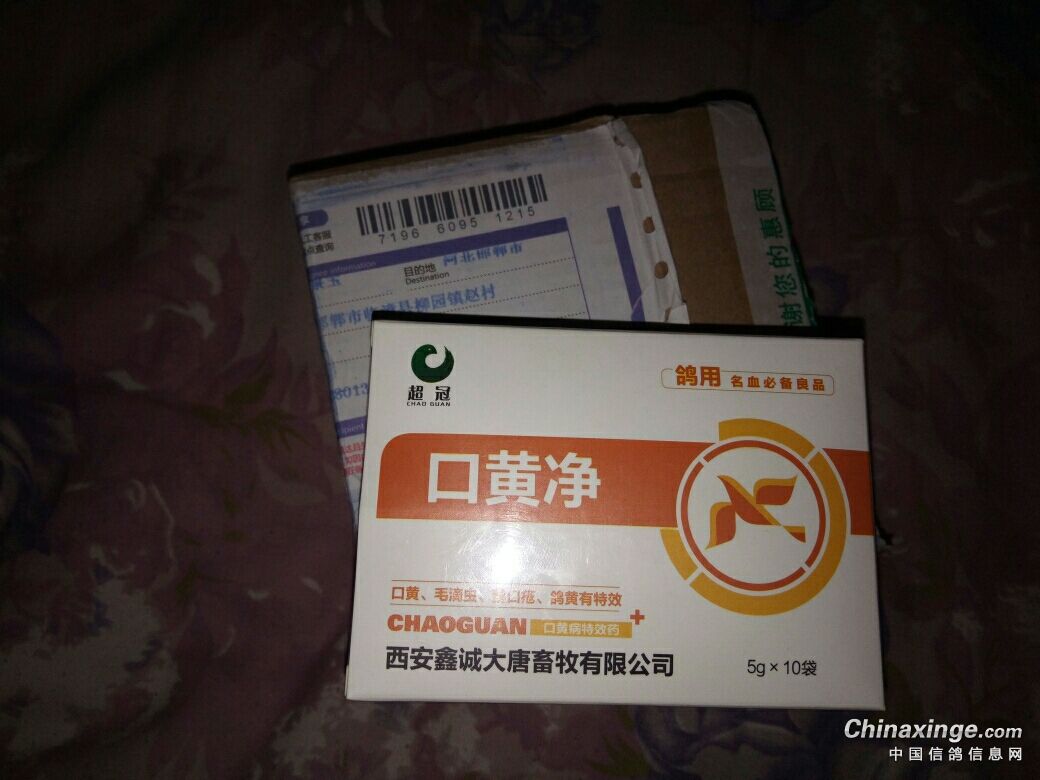 7196 6095 1215
点查询
目的地
Destination
河北邯郸市
谢您的惠顾
超冠
CHAO GUAN
鸽用 名血必备良品
口黄净
口黄、毛滴虫、 鸽黄有特效
CHAOGUAN 口黄病特效药
西安鑫诚大唐畜牧有限公司
5g×10袋
Chinaxinge.com
中国信鸽信息网